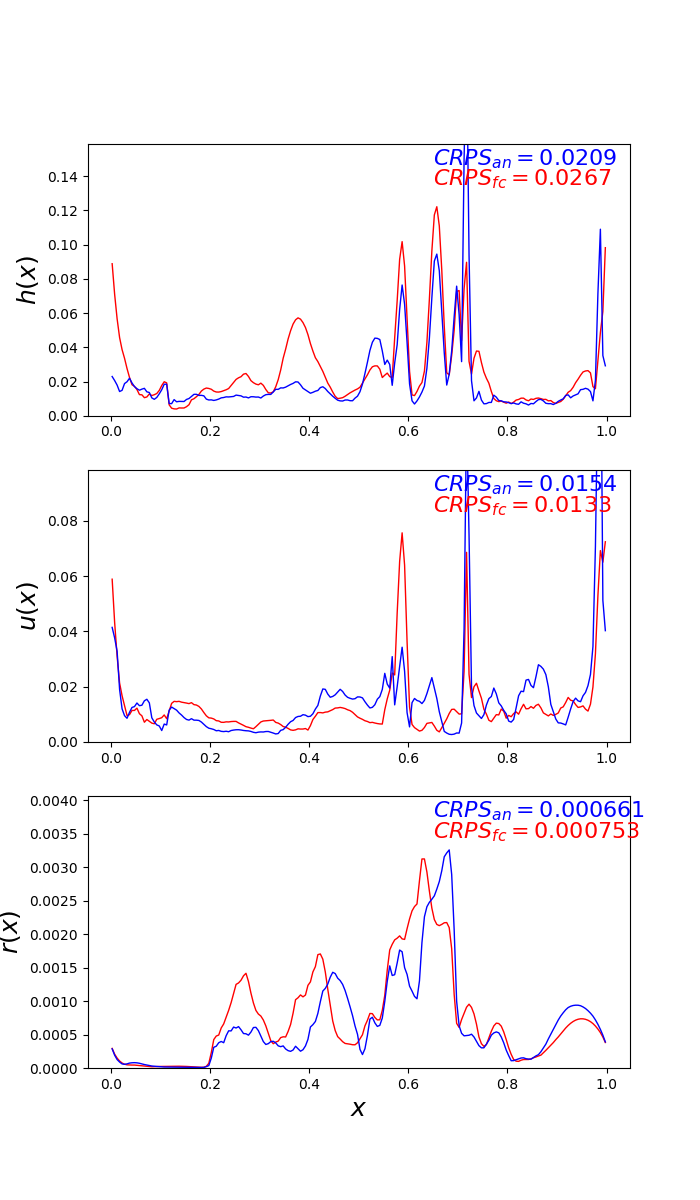 CRPS_an = 0.0209
CRPS_fc = 0.0267
0.14
0.12
0.10
0.08
0.06
0.04
0.02
0.00
h(x)
0.0 0.2 0.4 0.6 0.8 1.0
CRPS_an = 0.0154
CRPS_fc = 0.0133
0.08
0.06
0.04
0.02
0.00
u(x)
0.0 0.2 0.4 0.6 0.8 1.0
CRPS_an = 0.000661
CRPS_fc = 0.000753
0.0040
0.0035
0.0030
0.0025
0.0020
0.0015
0.0010
0.0005
0.0000
r(x)
0.0 0.2 0.4 0.6 0.8 1.0
x